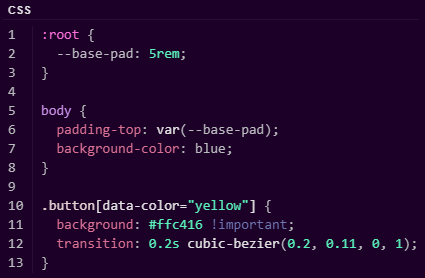 CSS
1 :root {
2   --base-pad: 5rem;
3 }
4
5 body {
6   padding-top: var(--base-pad);
7   background-color: blue;
8 }
9
10 .button[data-color="yellow"] {
11   background: #ffc416 !important;
12   transition: 0.2s cubic-bezier(0.2, 0.11, 0, 1);
13 }